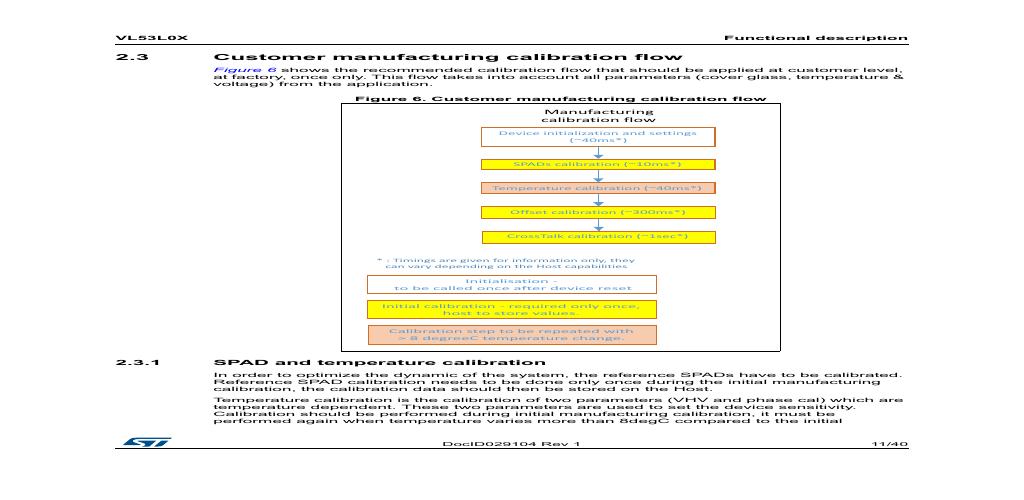 VL53L0X Functional description
2.3 Customer manufacturing calibration flow
Figure 6 shows the recommended calibration flow that should be applied at customer level,
at factory, once only. This flow takes into account all parameters (cover glass, temperature &
voltage) from the application.
Figure 6. Customer manufacturing calibration flow
Manufacturing
calibration flow
Device initialization and settings
(~40ms*)
SPADs calibration (~10ms*)
Temperature calibration (~40ms*)
Offset calibration (~300ms*)
CrossTalk calibration (~1sec*)
* : Timings are given for information only, they
can vary depending on the Host capabilities
Initialisation -
to be called once after device reset
Initial calibration - required only once,
host to store values.
Calibration step to be repeated with
> 8 degreeC temperature change.
2.3.1 SPAD and temperature calibration
In order to optimize the dynamic of the system, the reference SPADs have to be calibrated.
Reference SPAD calibration needs to be done only once during the initial manufacturing
calibration, the calibration data should then be stored on the Host.
Temperature calibration is the calibration of two parameters (VHV and phase cal) which are
temperature dependent. These two parameters are used to set the device sensitivity.
Calibration should be performed during initial manufacturing calibration, it must be
performed again when temperature varies more than 8degC compared to the initial
ST DocID029104 Rev 1 11/40